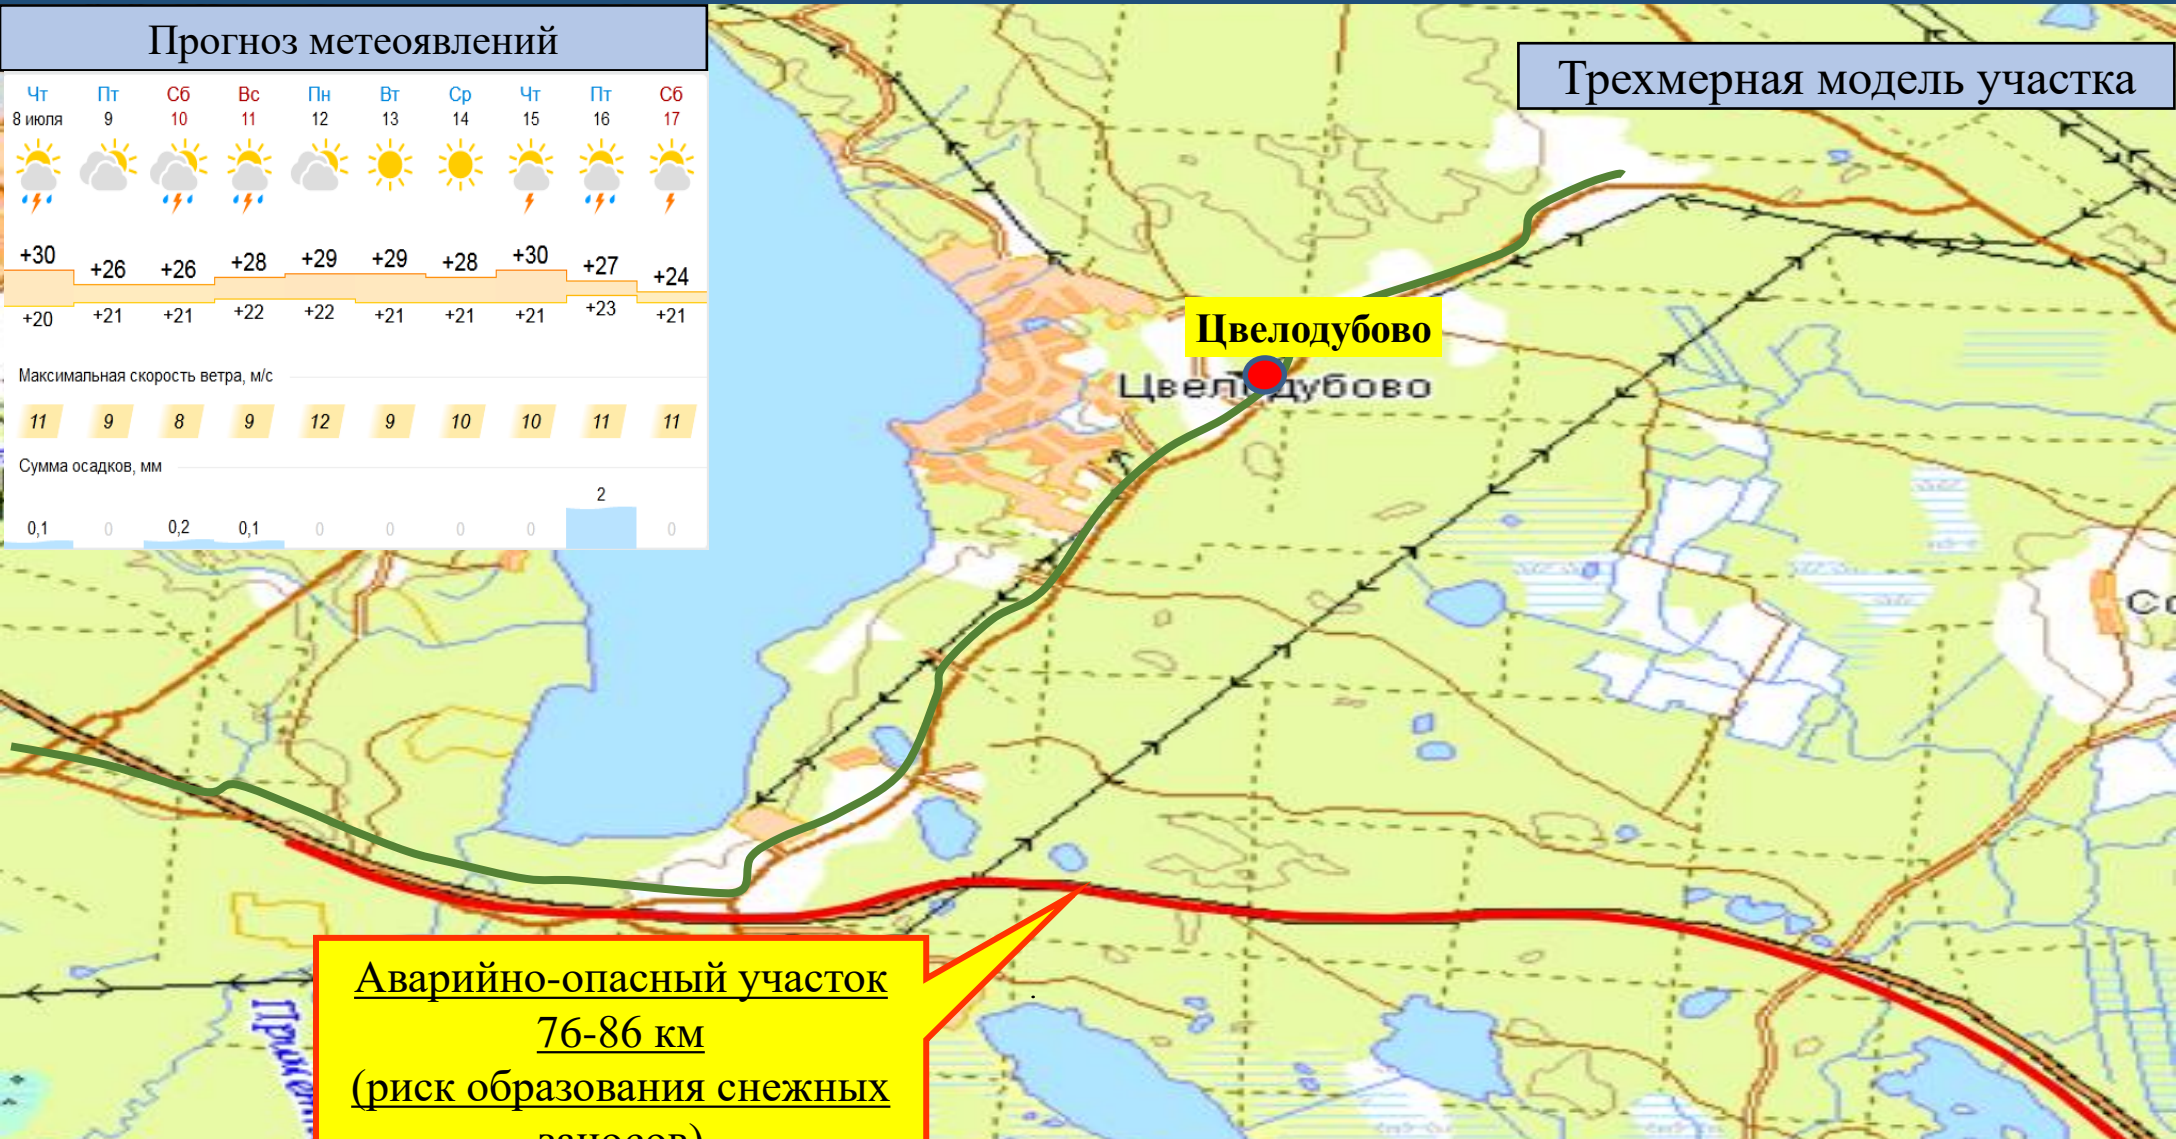 Прогноз метеоявлений
Трехмерная модель участка
Чт Пт Сб Вс Пн Вт Ср Чт Пт Сб
8 июля 9 10 11 12 13 14 15 16 17
+30 +26 +26 +28 +29 +29 +28 +30 +27 +24
+20 +21 +21 +22 +22 +21 +21 +21 +23 +21
Максимальная скорость ветра, м/с
11 9 8 9 12 9 10 10 11 11
Сумма осадков, мм
0,1 0 0,2 0,1 0 0 0 0 2 0
Цвелодубово
Цвелодубово
Аварийно-опасный участок
76-86 км
(риск образования снежных
заносов)